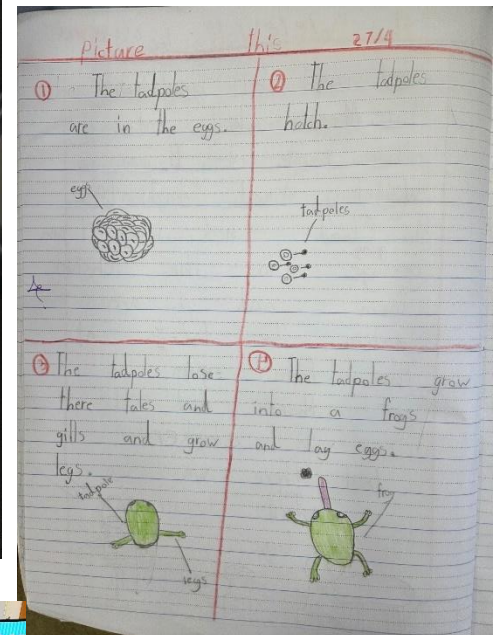 Picture this 27/4
① The tadpoles
are in the eggs.
eggs
② The tadpoles
hatch.
tadpoles
③ The tadpoles lose
there tales and
gills and grow
legs.
tadpole
legs
④ The tadpoles grow
into a frogs
and lay eggs.
frog